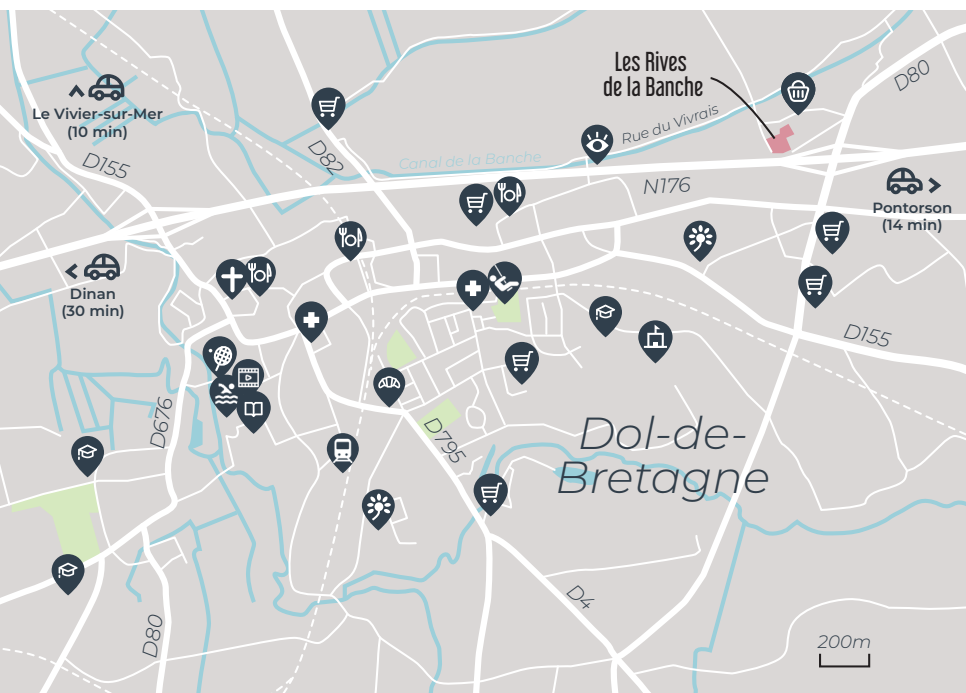 Les Rives
de la Banche
D80
Le Vivier-sur-Mer
(10 min)
Rue du Vivrais
D82
Canal de la Banche
D155
N176
Pontorson
(14 min)
Dinan
(30 min)
D155
D676
D795
Dol-de-
Bretagne
D4
D80
200m